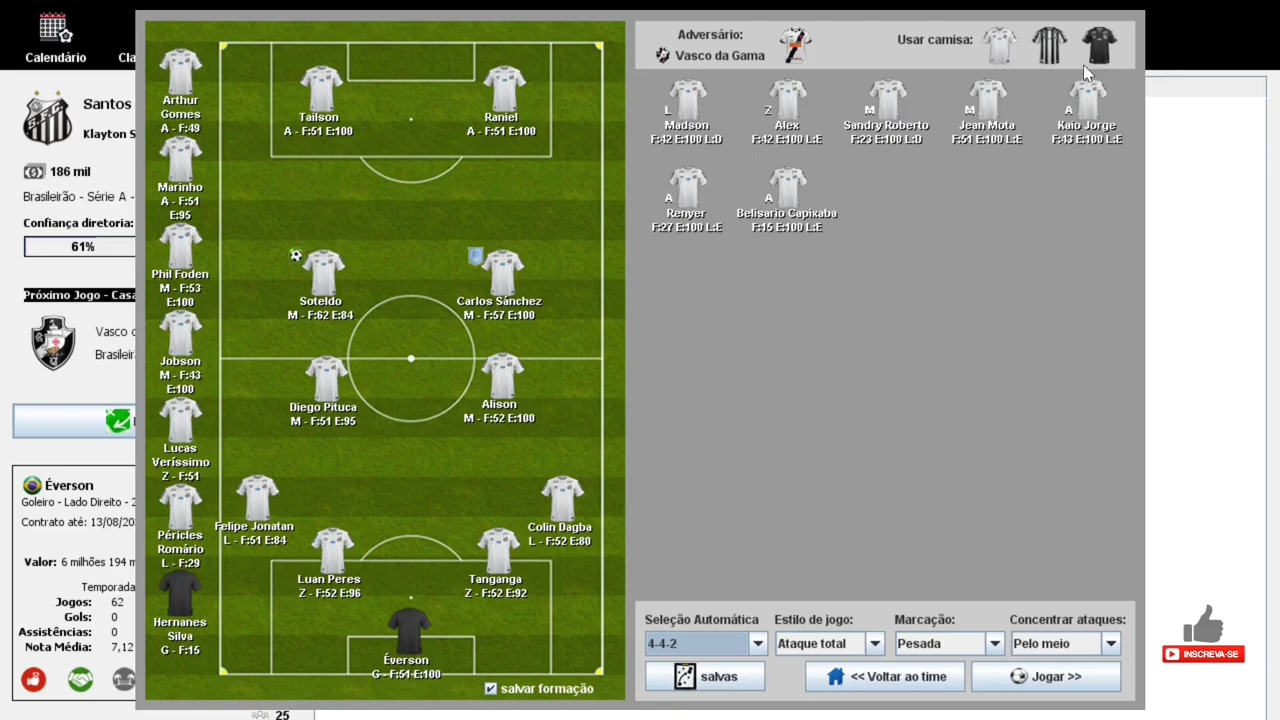 Calendário
Cla
Santos
Klayton S
186 mil
Brasileirão - Série A -
Confiança diretoria:
61%
Próximo Jogo - Casa
Vasco d
Brasileir
Éverson
Goleiro - Lado Direito - 2
Contrato até: 13/08/20
Valor: 6 milhões 194 m
Temporada
Jogos: 62
Gols: 0
Assistências: 0
Nota Média: 7,12
25
Arthur
Gomes
A - F:49
Marinho
A - F:51
E:95
Phil Foden
M - F:53
E:100
Jobson
M - F:43
E:100
Lucas
Veríssimo
Z - F:51
Péricles
Romário
L - F:29
Hernanes
Silva
G - F:15
Tailson
A - F:51 E:100
Raniel
A - F:51 E:100
Soteldo
M - F:62 E:84
Carlos Sánchez
M - F:57 E:100
Diego Pituca
M - F:51 E:95
Alison
M - F:52 E:100
Felipe Jonatan
L - F:51 E:84
Colin Dagba
L - F:52 E:80
Luan Peres
Z - F:52 E:96
Tanganga
Z - F:52 E:92
Éverson
G - F:51 E:100
salvar formação
Adversário:
Vasco da Gama
Usar camisa:
L
Madson
F:42 E:100 L:D
Z
Alex
F:42 E:100 L:E
M
Sandry Roberto
F:23 E:100 L:D
M
Jean Mota
F:51 E:100 L:E
A
Kaio Jorge
F:43 E:100 L:E
A
Renyer
F:27 E:100 L:E
A
Belisario Capixaba
F:15 E:100 L:E
Seleção Automática
4-4-2
Estilo de jogo:
Ataque total
Marcação:
Pesada
Concentrar ataques:
Pelo meio
salvas
<< Voltar ao time
Jogar >>
INSCREVA-SE